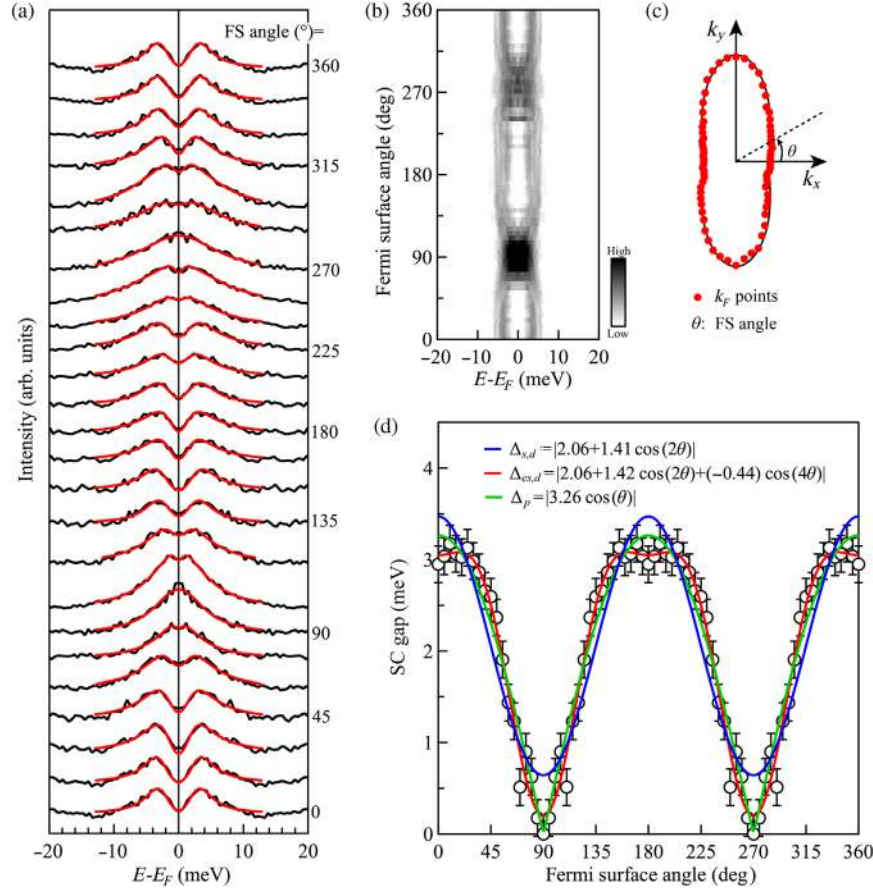 (a)
FS angle (°)=
360
315
270
225
180
135
90
45
0
Intensity (arb. units)
−20 −10 0 10 20
E-E_F (meV)
(b)
360
270
180
90
0
Fermi surface angle (deg)
High
Low
−20 −10 0 10 20
E-E_F (meV)
(c)
k_y
θ
k_x
k_F points
θ: FS angle
(d)
Δ_{s,d} =|2.06+1.41 cos(2θ)|
Δ_{es,d}=|2.06+1.42 cos(2θ)+(−0.44) cos(4θ)|
Δ_p=|3.26 cos(θ)|
4
3
2
1
0
SC gap (meV)
0 45 90 135 180 225 270 315 360
Fermi surface angle (deg)